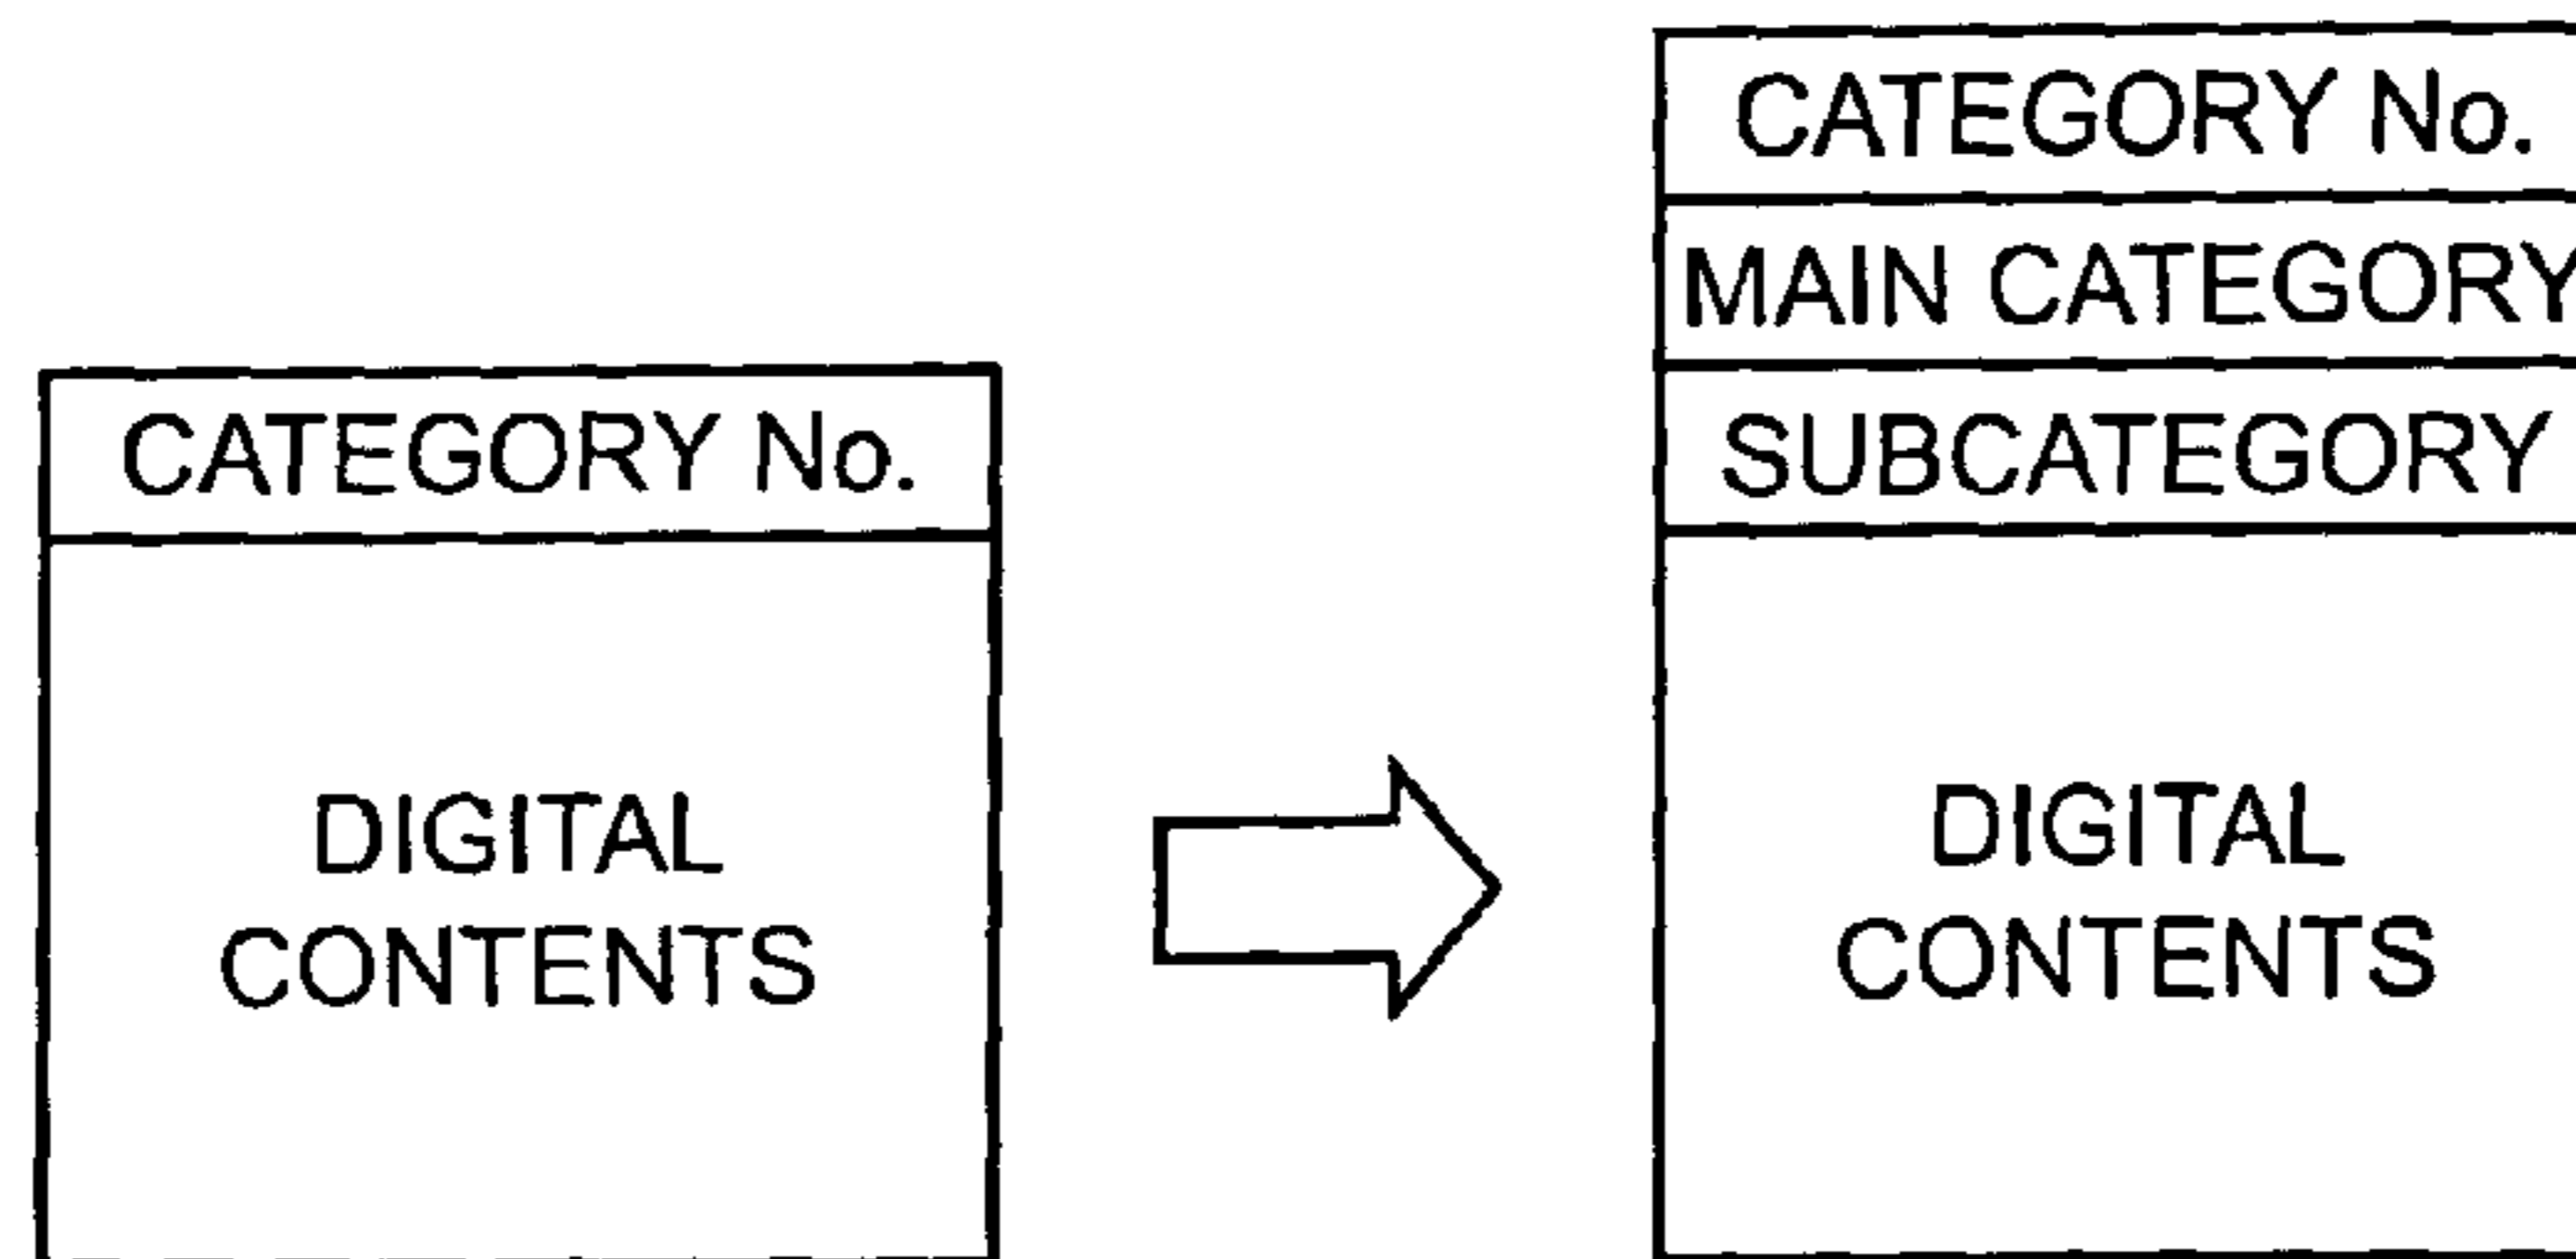 CATEGORY No.
DIGITAL
CONTENTS
CATEGORY No.
MAIN CATEGORY
SUBCATEGORY
DIGITAL
CONTENTS